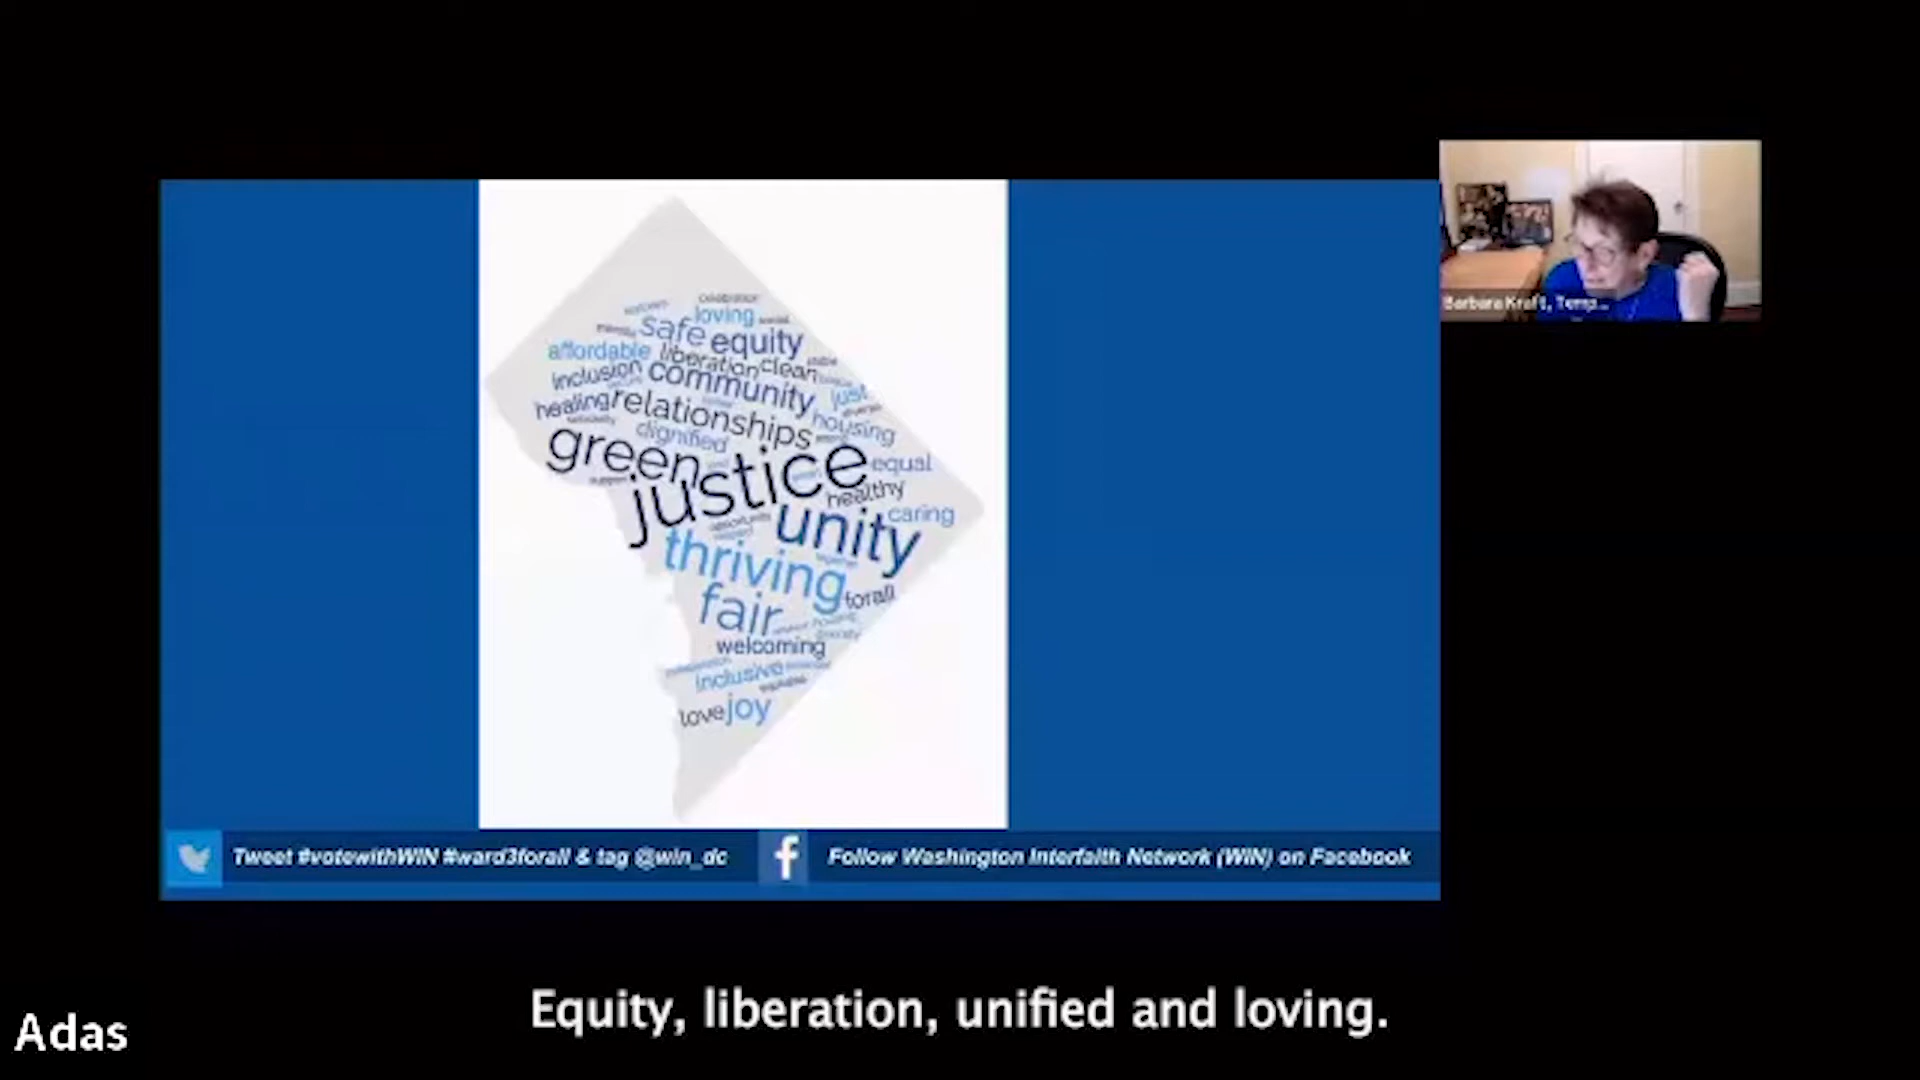 celebration
loving
safe equity
affordable liberation clean
inclusion community just
healing relationships housing
dignified
green justice equal
healthy
unity caring
thriving
fair forall
welcoming
inclusive
love joy
Barbara Kraft, Temp...
Tweet #votewithWIN #ward3forall & tag @win_dc
Follow Washington Interfaith Network (WIN) on Facebook
Equity, liberation, unified and loving.
Adas